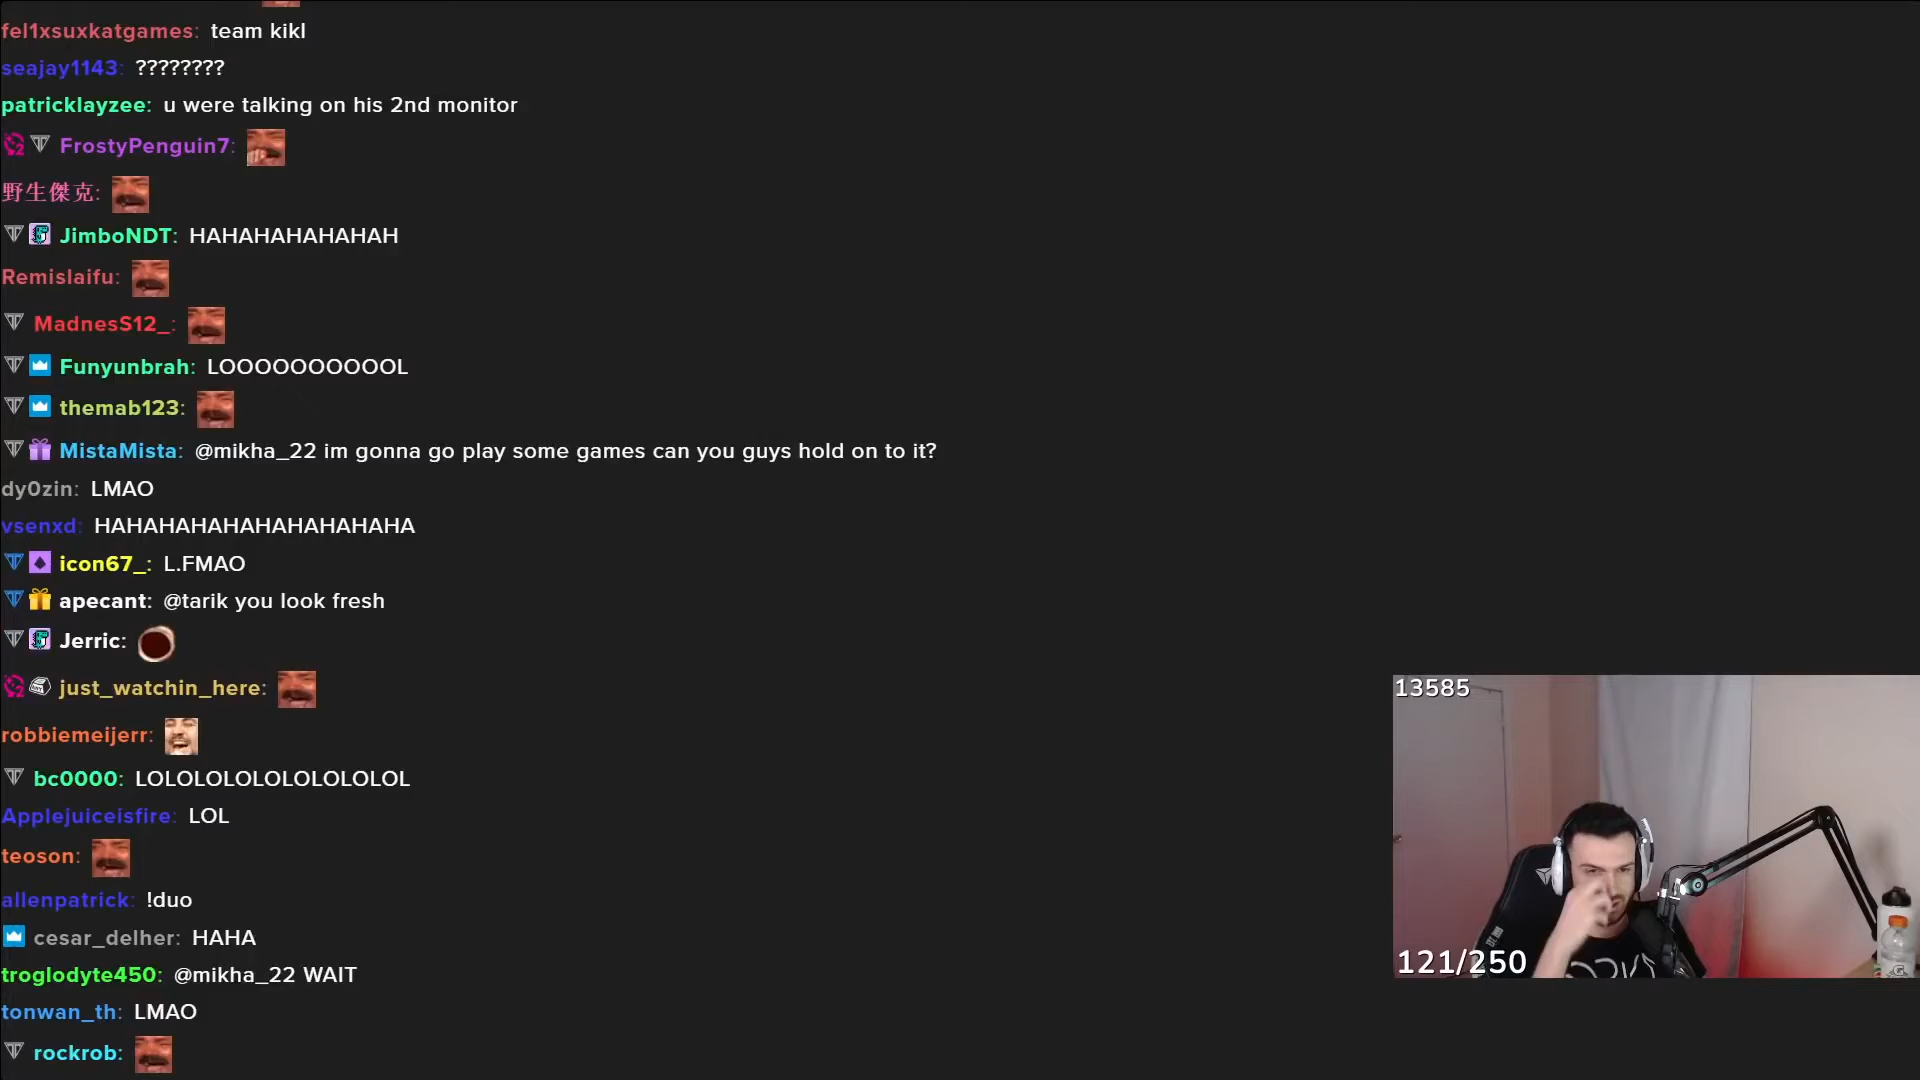 fel1xsuxkatgames: team kikl
seajay1143: ????????
patricklayzee: u were talking on his 2nd monitor
FrostyPenguin7:
野生傑克:
JimboNDT: HAHAHAHAHAHAH
Remislaifu:
MadnesS12_:
Funyunbrah: LOOOOOOOOOOL
themab123:
MistaMista: @mikha_22 im gonna go play some games can you guys hold on to it?
dy0zin: LMAO
vsenxd: HAHAHAHAHAHAHAHAHAHA
icon67_: L.FMAO
apecant: @tarik you look fresh
Jerric:
just_watchin_here:
robbiemeijerr:
bc0000: LOLOLOLOLOLOLOLOLOL
Applejuiceisfire: LOL
teoson:
allenpatrick: !duo
cesar_delher: HAHA
troglodyte450: @mikha_22 WAIT
tonwan_th: LMAO
rockrob:
13585
121/250